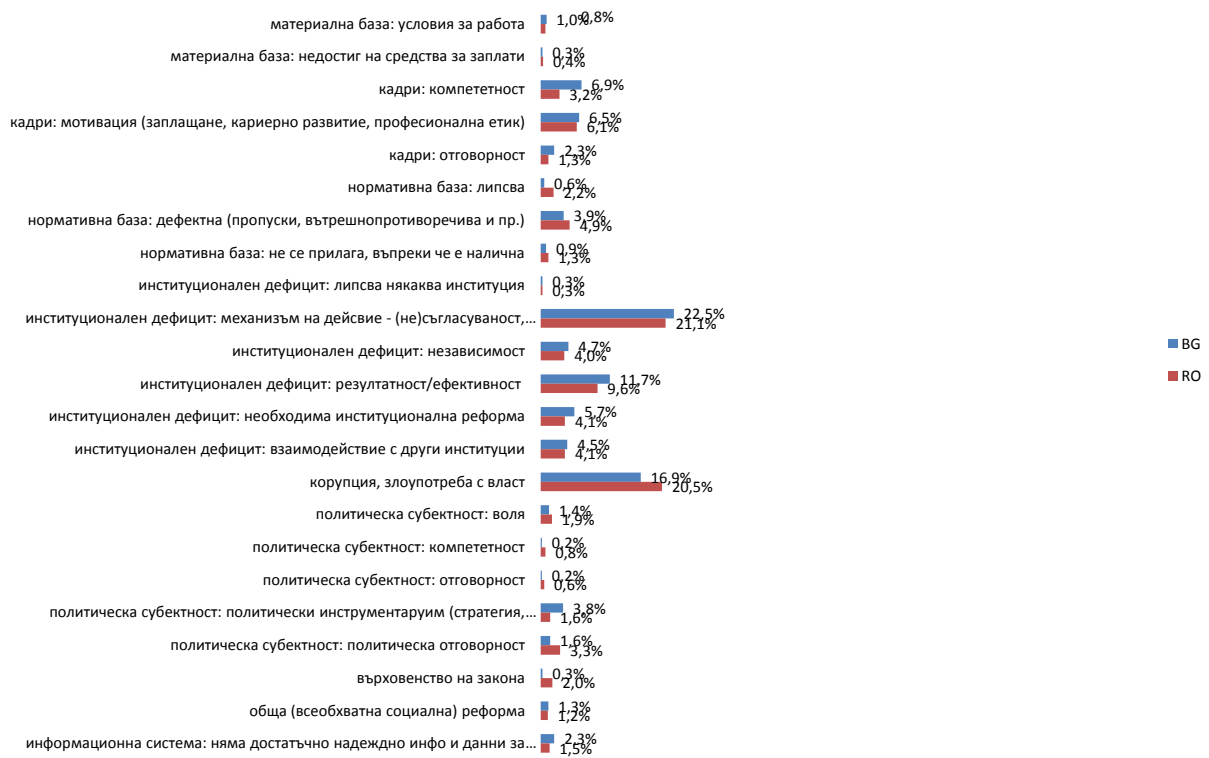 материална база: условия за работа
1,0%
0,8%
материална база: недостиг на средства за заплати
0,3%
0,4%
кадри: компететност
6,9%
3,2%
кадри: мотивация (заплащане, кариерно развитие, професионална етик)
6,5%
6,1%
кадри: отговорност
2,3%
1,3%
нормативна база: липсва
0,6%
2,2%
нормативна база: дефектна (пропуски, вътрешнопротиворечива и пр.)
3,9%
4,9%
нормативна база: не се прилага, въпреки че е налична
0,9%
1,3%
институционален дефицит: липсва някаква институция
0,3%
0,3%
институционален дефицит: механизъм на дейсвие - (не)съгласуваност,…
22,5%
21,1%
институционален дефицит: независимост
4,7%
4,0%
институционален дефицит: резултатност/ефективност
11,7%
9,6%
институционален дефицит: необходима институционална реформа
5,7%
4,1%
институционален дефицит: взаимодействие с други институции
4,5%
4,1%
корупция, злоупотреба с власт
16,9%
20,5%
политическа субектност: воля
1,4%
1,9%
политическа субектност: компететност
0,2%
0,8%
политическа субектност: отговорност
0,2%
0,6%
политическа субектност: политически инструментаруим (стратегия,…
3,8%
1,6%
политическа субектност: политическа отговорност
1,6%
3,3%
върховенство на закона
0,3%
2,0%
обща (всеобхватна социална) реформа
1,3%
1,2%
информационна система: няма достатъчно надеждно инфо и данни за…
2,3%
1,5%
BG
RO